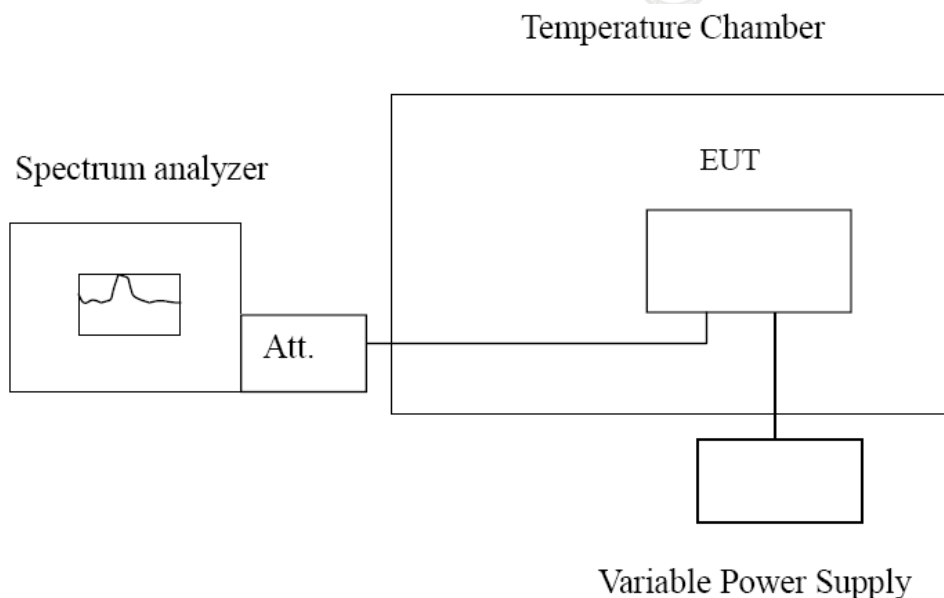 Temperature Chamber
Spectrum analyzer
EUT
Att.
Variable Power Supply